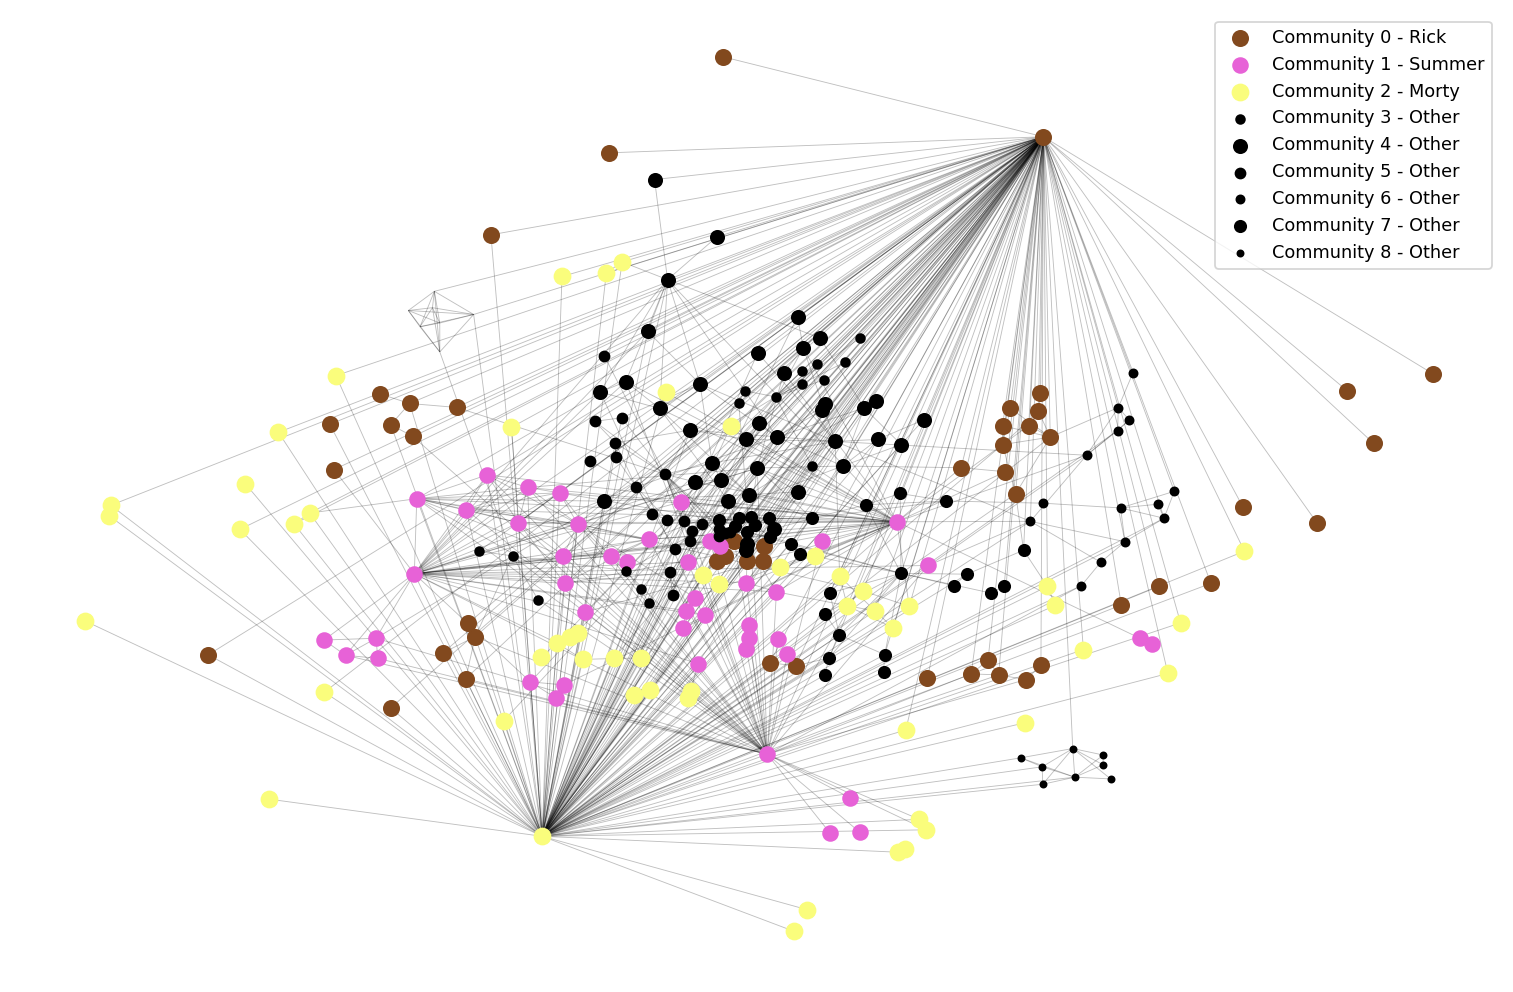 Community 0 - Rick
Community 1 - Summer
Community 2 - Morty
Community 3 - Other
Community 4 - Other
Community 5 - Other
Community 6 - Other
Community 7 - Other
Community 8 - Other